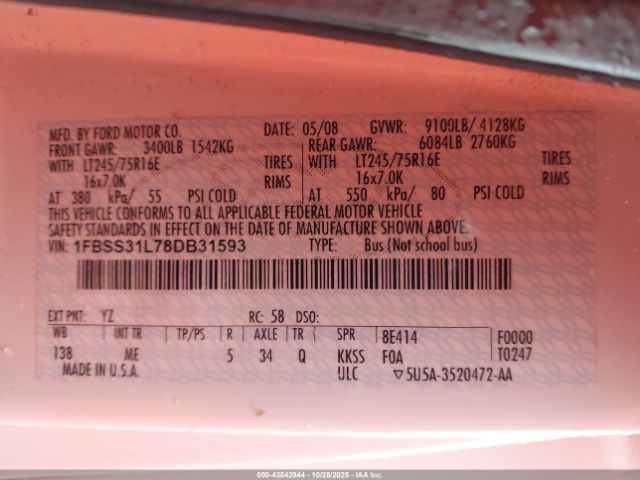 MFD. BY FORD MOTOR CO. DATE: 05/08 GVWR: 9100LB/ 4128KG
FRONT GAWR: 3400LB 1542KG REAR GAWR: 6084LB 2760KG
WITH LT245/75R16E TIRES WITH LT245/75R16E TIRES
16x7.0K RIMS 16x7.0K RIMS
AT 380 kPa/ 55 PSI COLD AT 550 kPa/ 80 PSI COLD
THIS VEHICLE CONFORMS TO ALL APPLICABLE FEDERAL MOTOR VEHICLE
SAFETY STANDARDS IN EFFECT ON THE DATE OF MANUFACTURE SHOWN ABOVE.
VIN: 1FBSS31L78DB31593 TYPE: Bus (Not school bus)
EXT PNT: YZ RC: 58 DSO:
WB INT TR TP/PS R AXLE TR SPR 8E414 F0000
138 ME 5 34 Q KKSS F0A T0247
MADE IN U.S.A. ULC ▽5U5A-3520472-AA
000-43542944 | 10/28/2025 | IAA Inc.